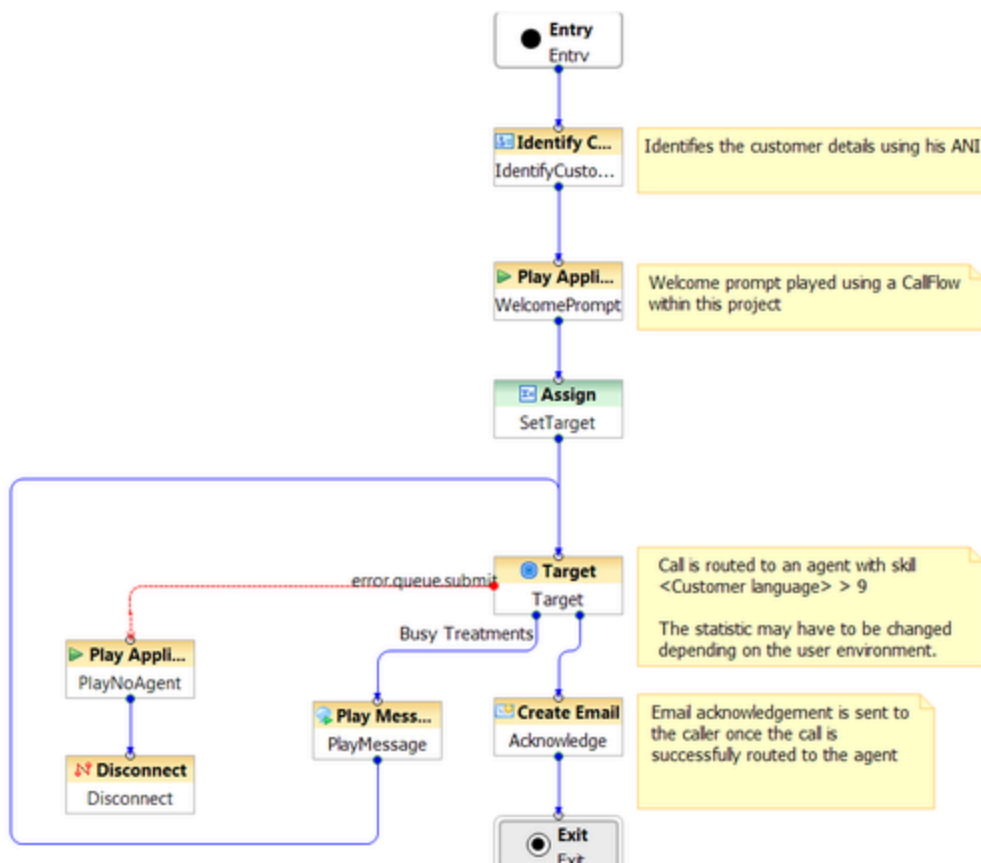 Entry
Entry
Identify C...
IdentifyCusto...
Identifies the customer details using his ANI
Play Appli...
WelcomePrompt
Welcome prompt played using a CallFlow
within this project
Assign
SetTarget
error.queue.submit
Target
Target
Call is routed to an agent with skill
<Customer language> > 9
The statistic may have to be changed
depending on the user environment.
Busy Treatments
Play Appli...
PlayNoAgent
Play Mess...
PlayMessage
Create Email
Acknowledge
Email acknowledgement is sent to
the caller once the call is
successfully routed to the agent
Disconnect
Disconnect
Exit
Exit